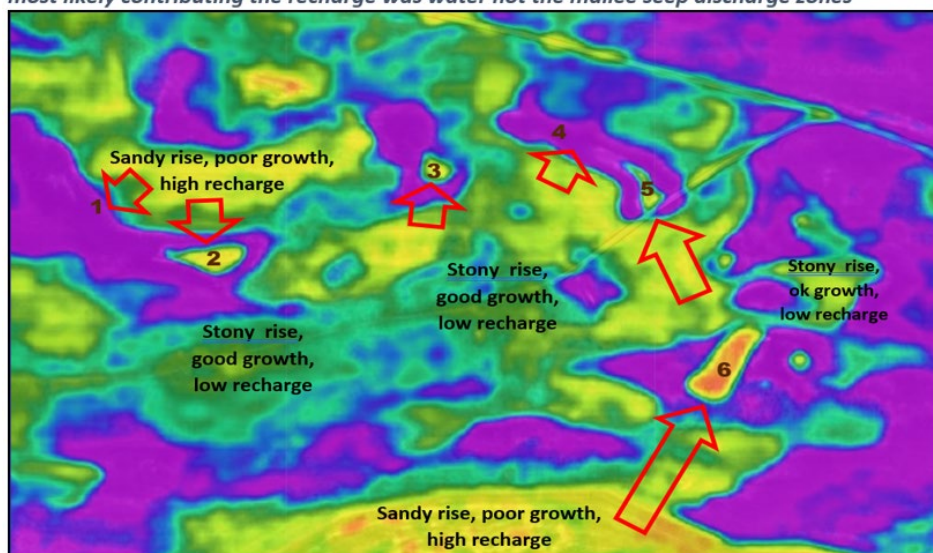 most likely contributing the recharge was water not the mallee seep discharge zones
4
Sandy rise, poor growth,
high recharge
3
5
1
2
Stony rise,
good growth,
low recharge
Stony rise,
ok growth,
low recharge
Stony rise,
good growth,
low recharge
6
Sandy rise, poor growth,
high recharge